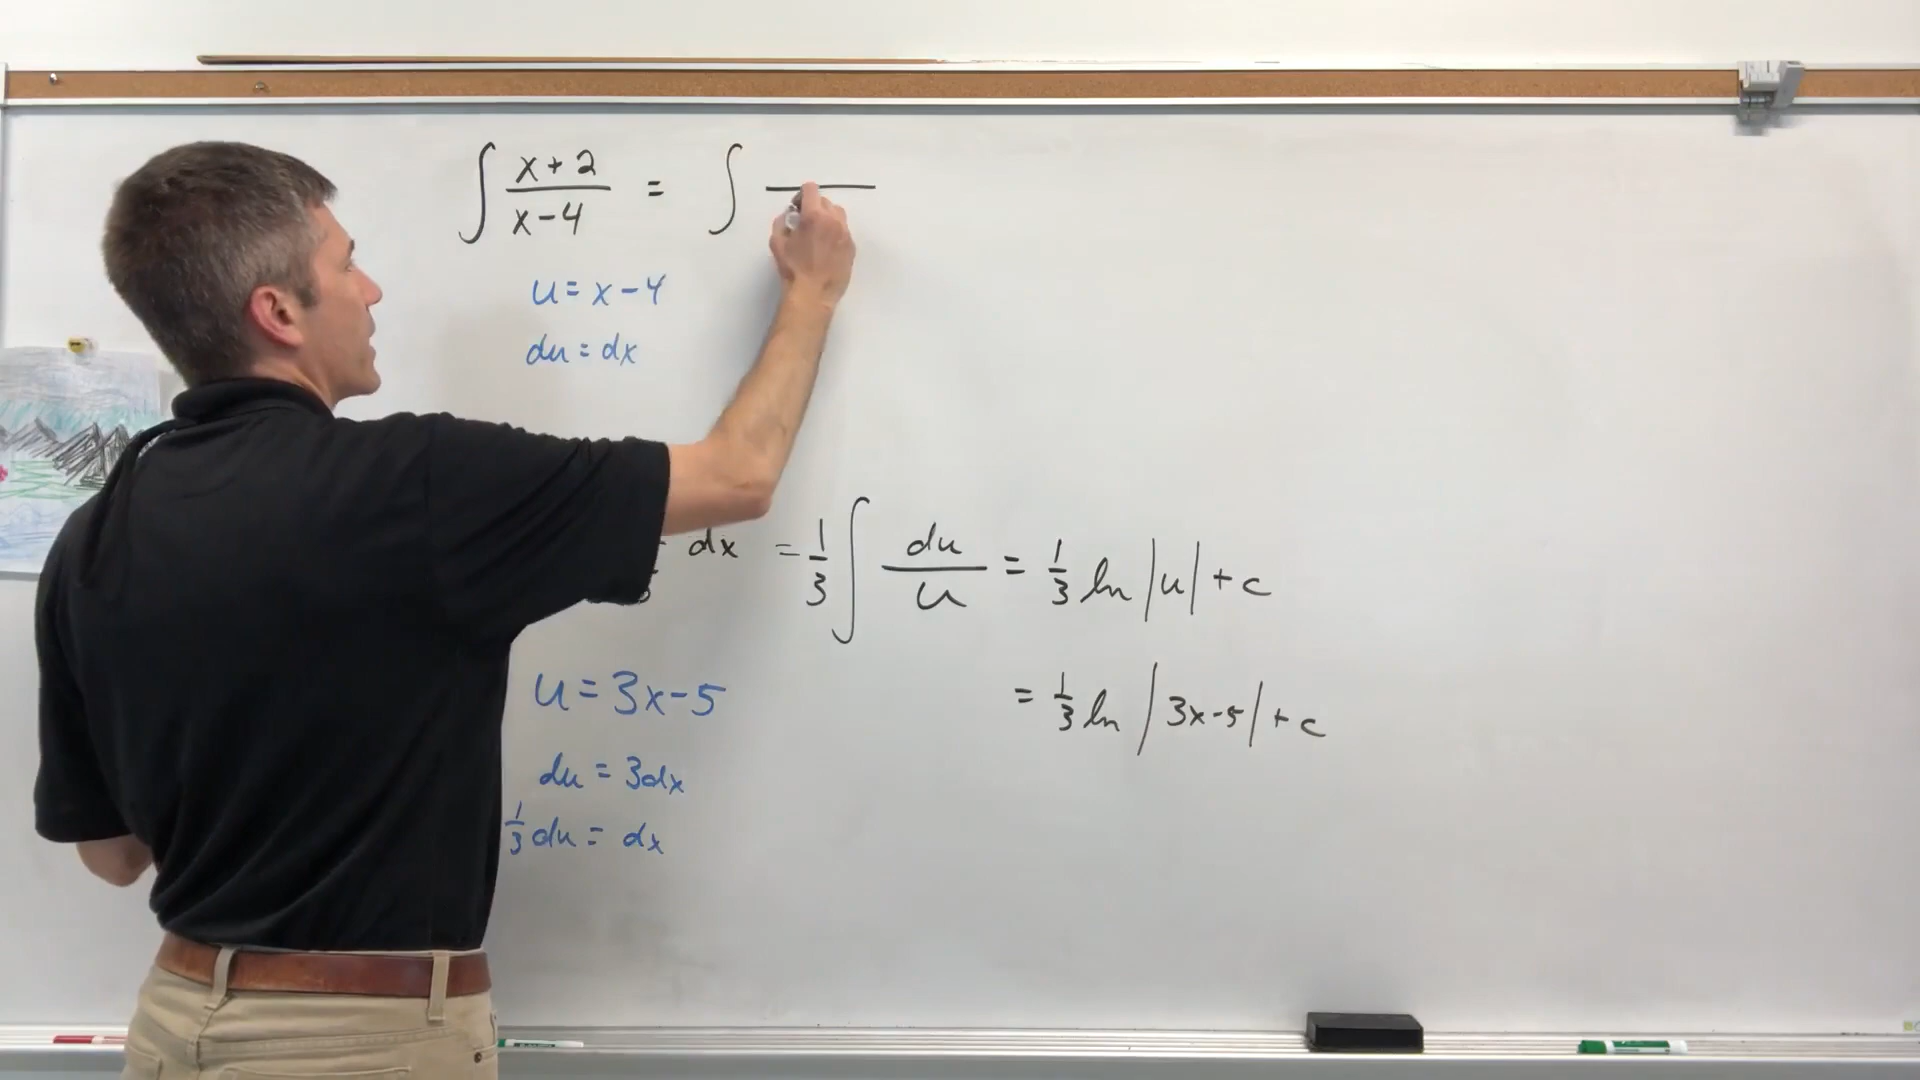 ∫ x+2 / x-4 = ∫
u = x-4
du = dx
dx = 1/3 ∫ du / u = 1/3 ln |u| + c
u = 3x-5
= 1/3 ln |3x-5| + c
du = 3dx
1/3 du = dx